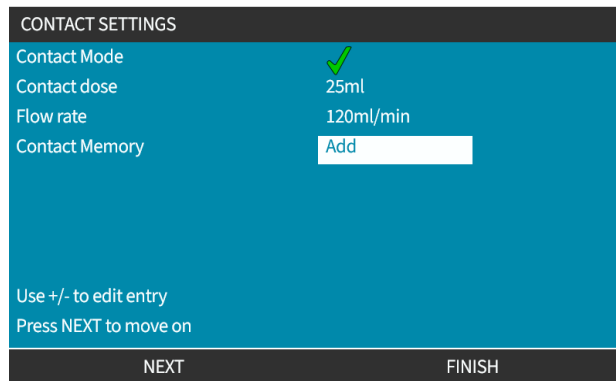 CONTACT SETTINGS
Contact Mode
Contact dose 25ml
Flow rate 120ml/min
Contact Memory Add
Use +/- to edit entry
Press NEXT to move on
NEXT FINISH